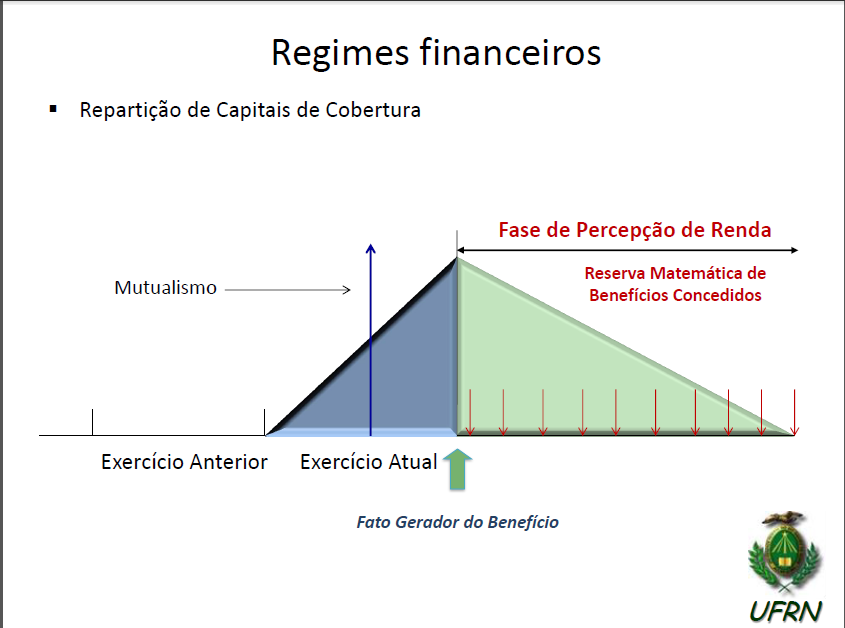 Regimes financeiros
Repartição de Capitais de Cobertura
Fase de Percepção de Renda
Reserva Matemática de
Benefícios Concedidos
Mutualismo
Exercício Anterior
Exercício Atual
Fato Gerador do Benefício
UFRN